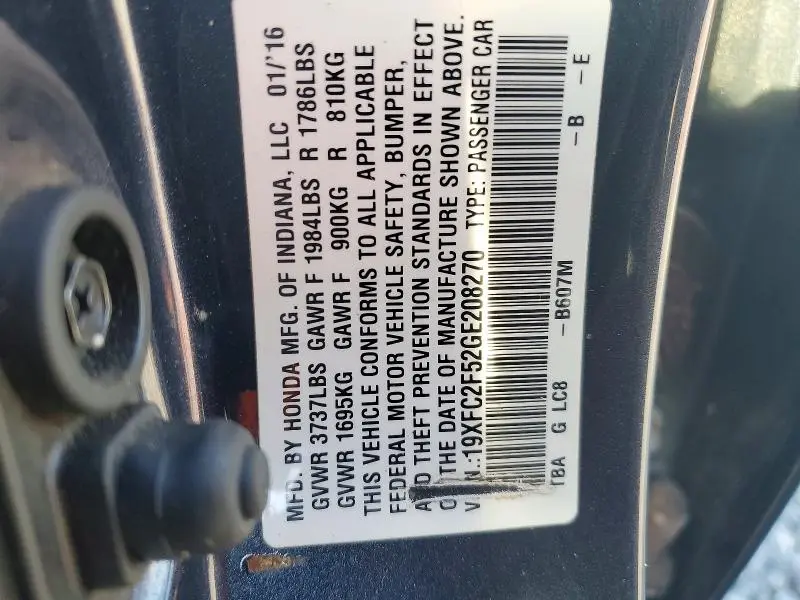 MFD. BY HONDA MFG. OF INDIANA, LLC 01/'16
GVWR 3737LBS GAWR F 1984LBS R 1786LBS
GVWR 1695KG GAWR F 900KG R 810KG
THIS VEHICLE CONFORMS TO ALL APPLICABLE
FEDERAL MOTOR VEHICLE SAFETY, BUMPER,
AND THEFT PREVENTION STANDARDS IN EFFECT
ON THE DATE OF MANUFACTURE SHOWN ABOVE.
V.I.N.:19XFC2F52GE208270 TYPE: PASSENGER CAR
TBA G LC8 -B607M -B -E